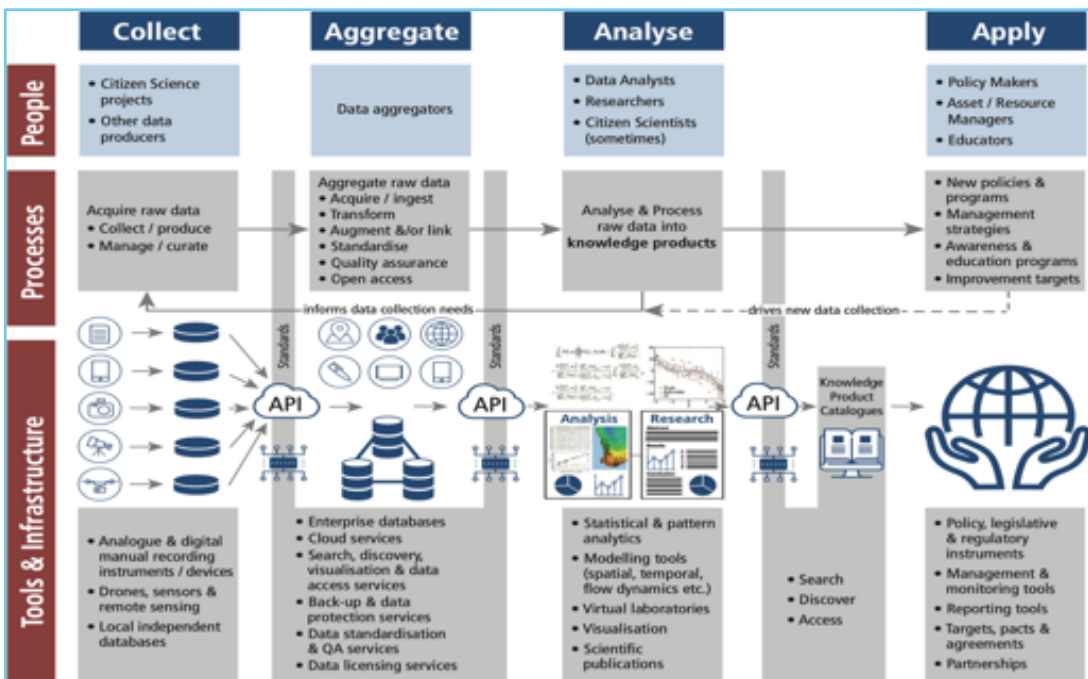 Collect
Aggregate
Analyse
Apply
People
• Citizen Science
projects
• Other data
producers
Data aggregators
• Data Analysts
• Researchers
• Citizen Scientists
(sometimes)
• Policy Makers
• Asset / Resource
Managers
• Educators
Processes
Acquire raw data
• Collect / produce
• Manage / curate
Aggregate raw data
• Acquire / ingest
• Transform
• Augment &/or link
• Standardise
• Quality assurance
• Open access
Analyse & Process
raw data into
knowledge products
• New policies &
programs
• Management
strategies
• Awareness &
education programs
• Improvement targets
informs data collection needs
drives new data collection
Tools & Infrastructure
Standards
API
Standards
API
Analysis
Research
Standards
API
Knowledge
Product
Catalogues
• Analogue & digital
manual recording
instruments / devices
• Drones, sensors &
remote sensing
• Local independent
databases
• Enterprise databases
• Cloud services
• Search, discovery,
visualisation & data
access services
• Back-up & data
protection services
• Data standardisation
& QA services
• Data licensing services
• Statistical & pattern
analytics
• Modelling tools
(spatial, temporal,
flow dynamics etc.)
• Virtual laboratories
• Visualisation
• Scientific
publications
• Search
• Discover
• Access
• Policy, legislative
& regulatory
instruments
• Management &
monitoring tools
• Reporting tools
• Targets, pacts &
agreements
• Partnerships